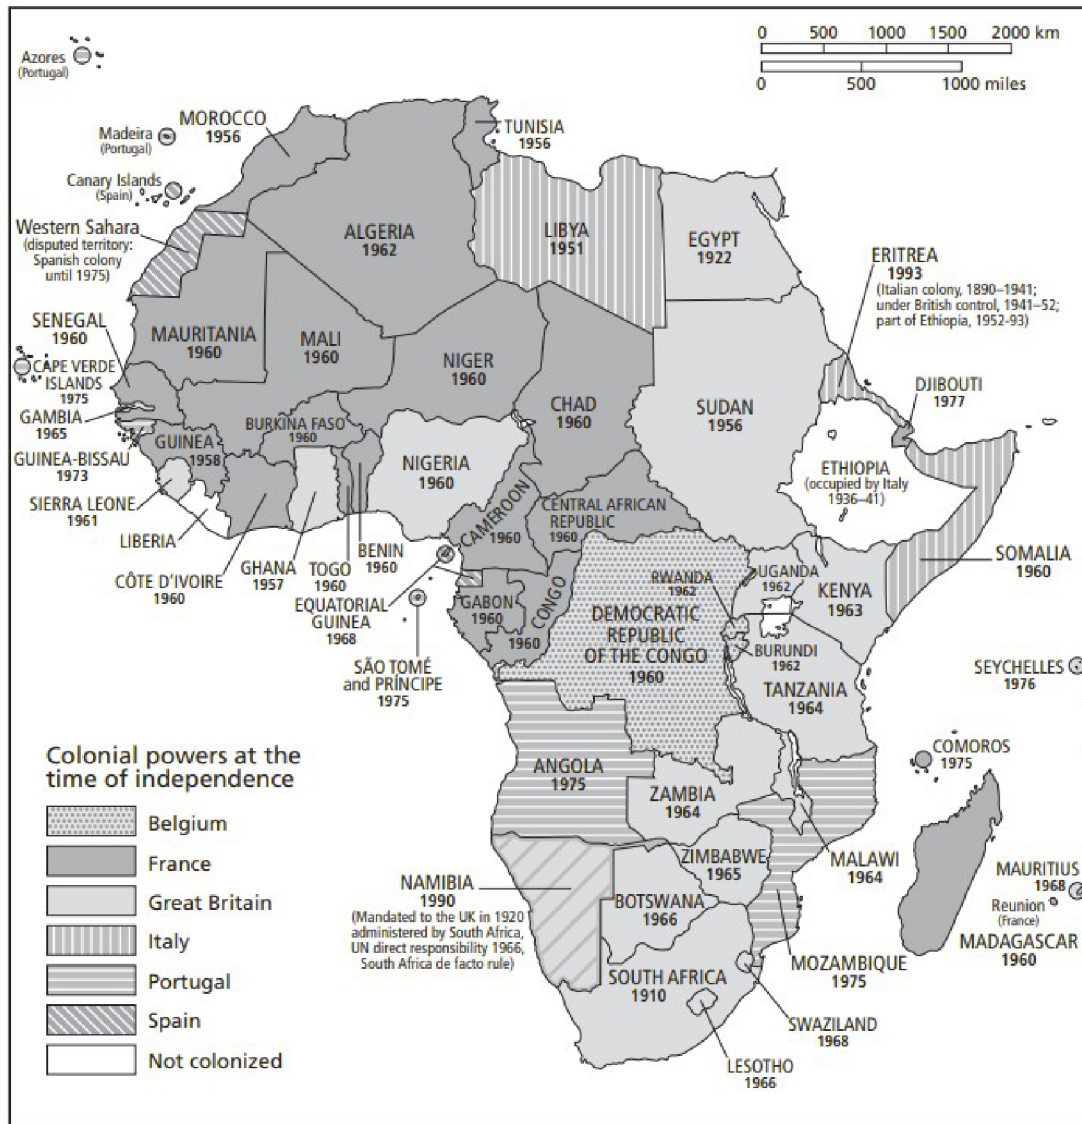 0 500 1000 1500 2000 km
0 500 1000 miles
Azores
(Portugal)
Madeira
(Portugal)
Canary Islands
(Spain)
Western Sahara
(disputed territory:
Spanish colony
until 1975)
MOROCCO
1956
TUNISIA
1956
ALGERIA
1962
LIBYA
1951
EGYPT
1922
ERITREA
1993
(Italian colony, 1890–1941;
under British control, 1941–52;
part of Ethiopia, 1952-93)
SENEGAL
1960
MAURITANIA
1960
MALI
1960
NIGER
1960
CHAD
1960
SUDAN
1956
DJIBOUTI
1977
CAPE VERDE
ISLANDS
1975
GAMBIA
1965
GUINEA-BISSAU
1973
GUINEA
1958
BURKINA FASO
1960
NIGERIA
1960
ETHIOPIA
(occupied by Italy
1936–41)
SIERRA LEONE
1961
LIBERIA
CÔTE D'IVOIRE
1960
GHANA
1957
TOGO
1960
BENIN
1960
CAMEROON
1960
CENTRAL AFRICAN
REPUBLIC
1960
SOMALIA
1960
EQUATORIAL
GUINEA
1968
GABON
1960
CONGO
1960
RWANDA
1962
UGANDA
1962
KENYA
1963
DEMOCRATIC
REPUBLIC
OF THE CONGO
1960
BURUNDI
1962
TANZANIA
1964
SEYCHELLES
1976
SÃO TOMÉ
and PRÍNCIPE
1975
COMOROS
1975
ANGOLA
1975
ZAMBIA
1964
MALAWI
1964
ZIMBABWE
1965
MAURITIUS
1968
Reunion
(France)
MADAGASCAR
1960
NAMIBIA
1990
(Mandated to the UK in 1920
administered by South Africa,
UN direct responsibility 1966,
South Africa de facto rule)
BOTSWANA
1966
MOZAMBIQUE
1975
SOUTH AFRICA
1910
SWAZILAND
1968
LESOTHO
1966
Colonial powers at the
time of independence
Belgium
France
Great Britain
Italy
Portugal
Spain
Not colonized